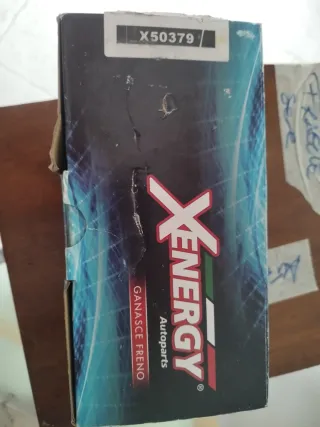 X50379
XENERGY®
Autoparts
GANASCE FRENO